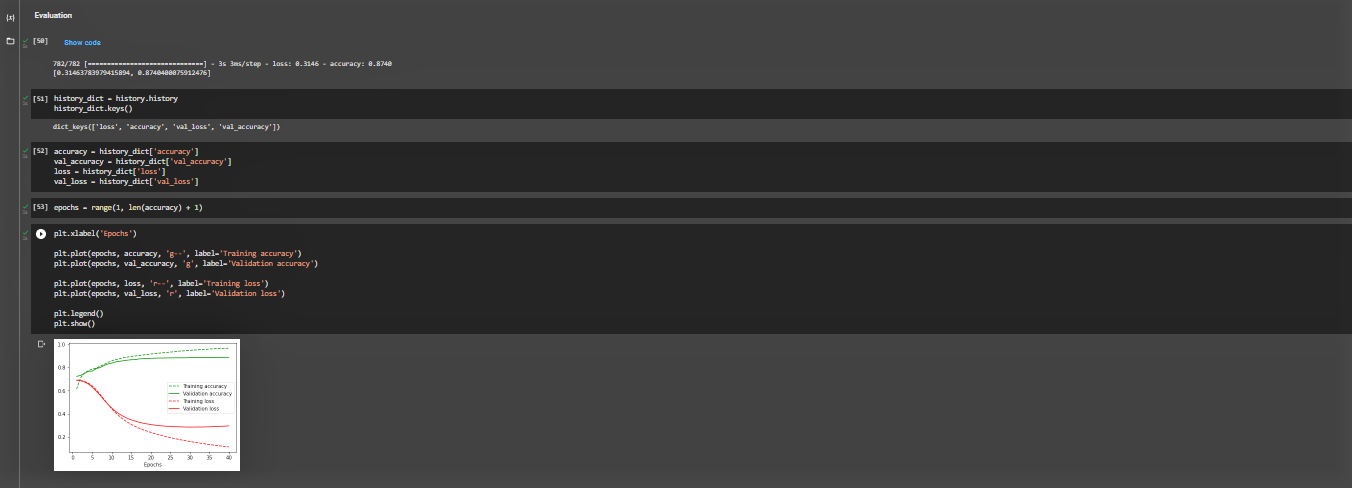 {x}
Evaluation
[50] Show code
782/782 [==============================] - 3s 3ms/step - loss: 0.3146 - accuracy: 0.8740
[0.31463783979415894, 0.8740400075912476]
[51] history_dict = history.history
history_dict.keys()
dict_keys(['loss', 'accuracy', 'val_loss', 'val_accuracy'])
[52] accuracy = history_dict['accuracy']
val_accuracy = history_dict['val_accuracy']
loss = history_dict['loss']
val_loss = history_dict['val_loss']
[53] epochs = range(1, len(accuracy) + 1)
plt.xlabel('Epochs')
plt.plot(epochs, accuracy, 'g--', label='Training accuracy')
plt.plot(epochs, val_accuracy, 'g', label='Validation accuracy')
plt.plot(epochs, loss, 'r--', label='Training loss')
plt.plot(epochs, val_loss, 'r', label='Validation loss')
plt.legend()
plt.show()
1.0
0.8
0.6
0.4
0.2
Training accuracy
Validation accuracy
Training loss
Validation loss
0 5 10 15 20 25 30 35 40
Epochs